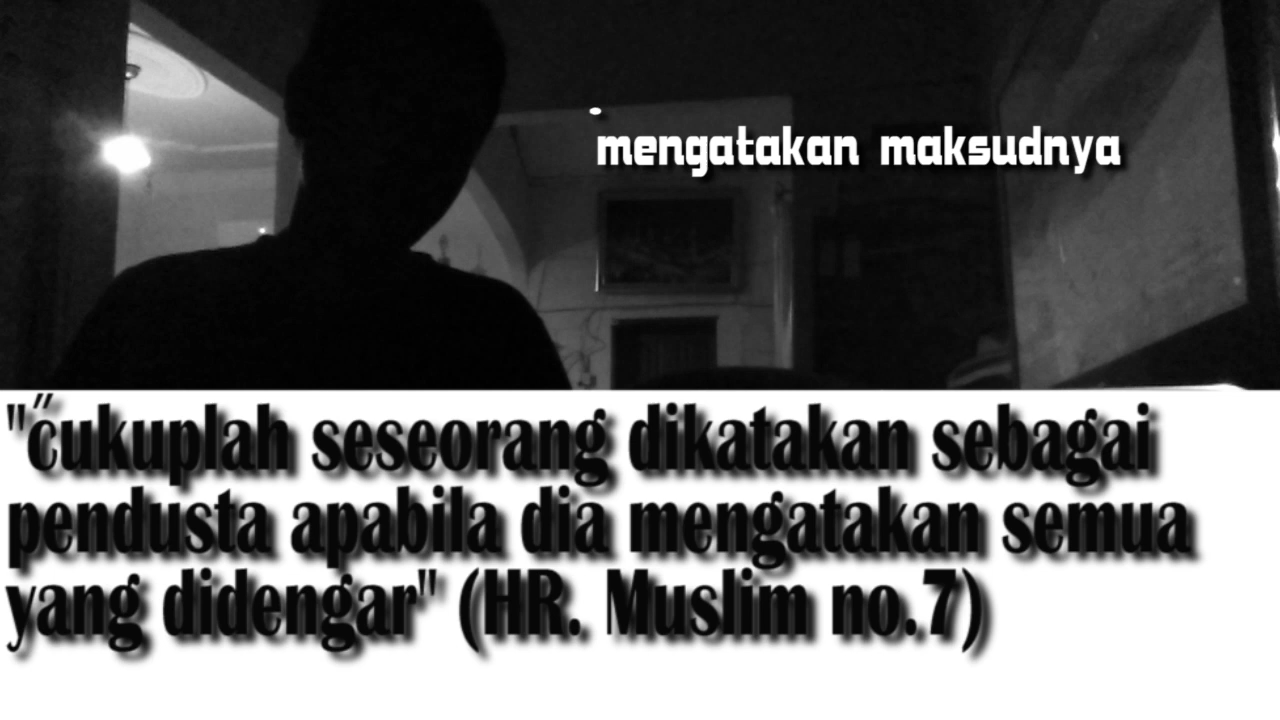 mengatakan maksudnya
"“cukuplah seseorang dikatakan sebagai
pendusta apabila dia mengatakan semua
yang didengar" (HR. Muslim no.7)